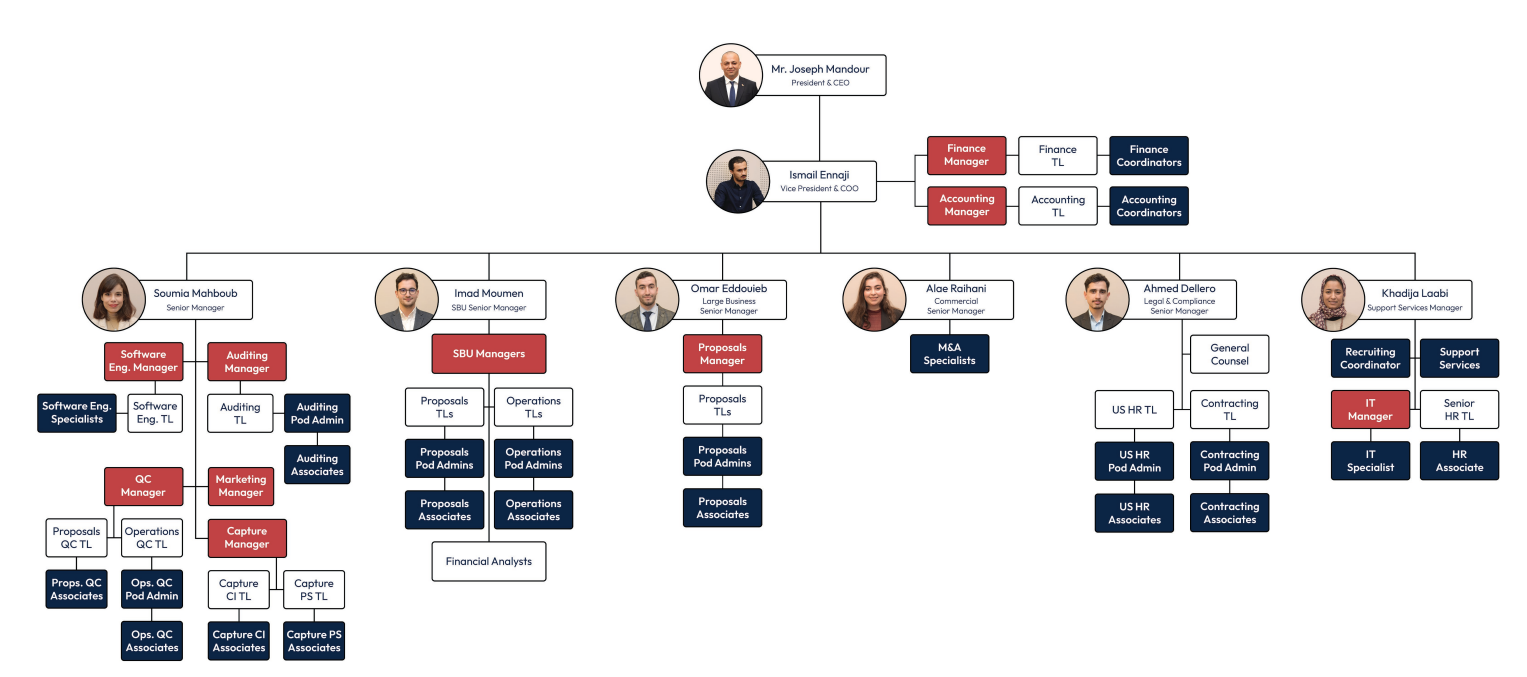 Mr. Joseph Mandour
President & CEO
Ismail Ennaji
Vice President & COO
Finance
Manager
Finance
TL
Finance
Coordinators
Accounting
Manager
Accounting
TL
Accounting
Coordinators
Soumia Mahboub
Senior Manager
Software
Eng. Manager
Auditing
Manager
Software Eng.
Specialists
Software
Eng. TL
Auditing
TL
Auditing
Pod Admin
Auditing
Associates
QC
Manager
Marketing
Manager
Proposals
QC TL
Operations
QC TL
Capture
Manager
Props. QC
Associates
Ops. QC
Pod Admin
Capture
CI TL
Capture
PS TL
Ops. QC
Associates
Capture CI
Associates
Capture PS
Associates
Imad Moumen
SBU Senior Manager
SBU Managers
Proposals
TLs
Operations
TLs
Proposals
Pod Admins
Operations
Pod Admins
Proposals
Associates
Operations
Associates
Financial Analysts
Omar Eddouieb
Large Business
Senior Manager
Proposals
Manager
Proposals
TLs
Proposals
Pod Admins
Proposals
Associates
Alae Raihani
Commercial
Senior Manager
M&A
Specialists
Ahmed Dellero
Legal & Compliance
Senior Manager
General
Counsel
US HR TL
Contracting
TL
US HR
Pod Admin
Contracting
Pod Admin
US HR
Associates
Contracting
Associates
Khadija Laabi
Support Services Manager
Recruiting
Coordinator
Support
Services
IT
Manager
Senior
HR TL
IT
Specialist
HR
Associate